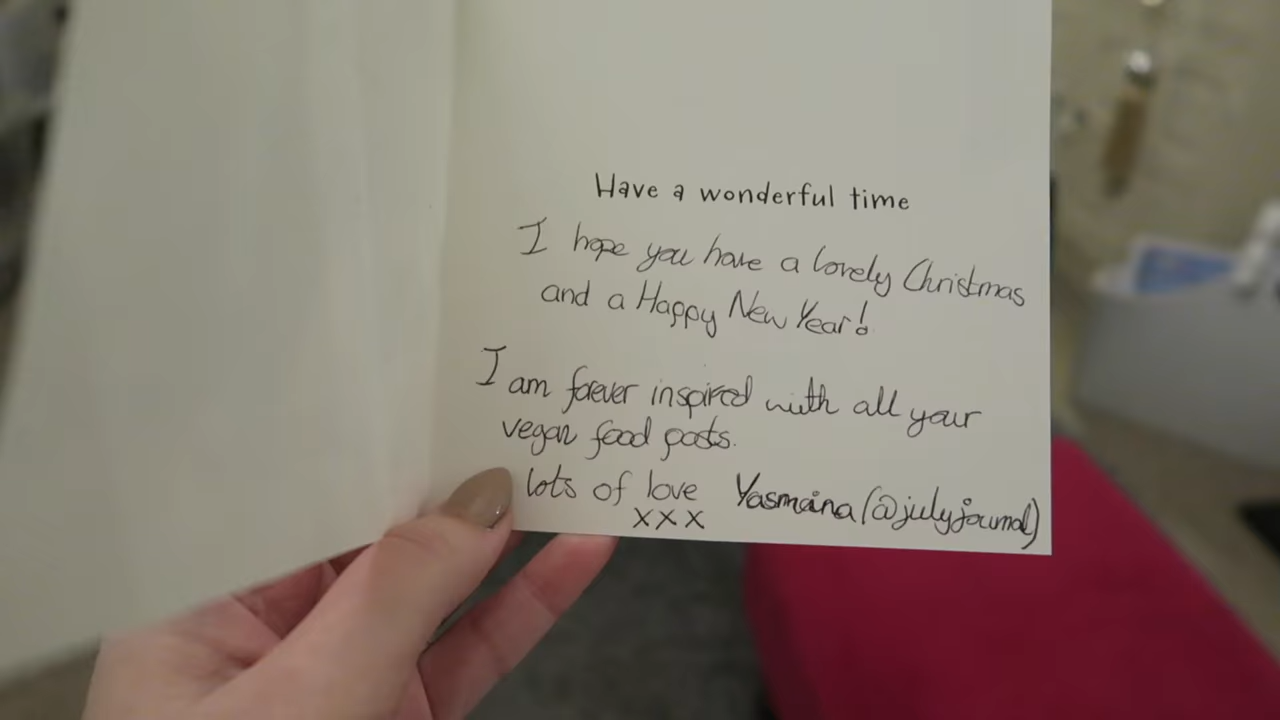 Have a wonderful time
I hope you have a lovely Christmas
and a Happy New Year!
I am forever inspired with all your
vegan food posts.
lots of love Yasmaina (@julyjournal)
xxx